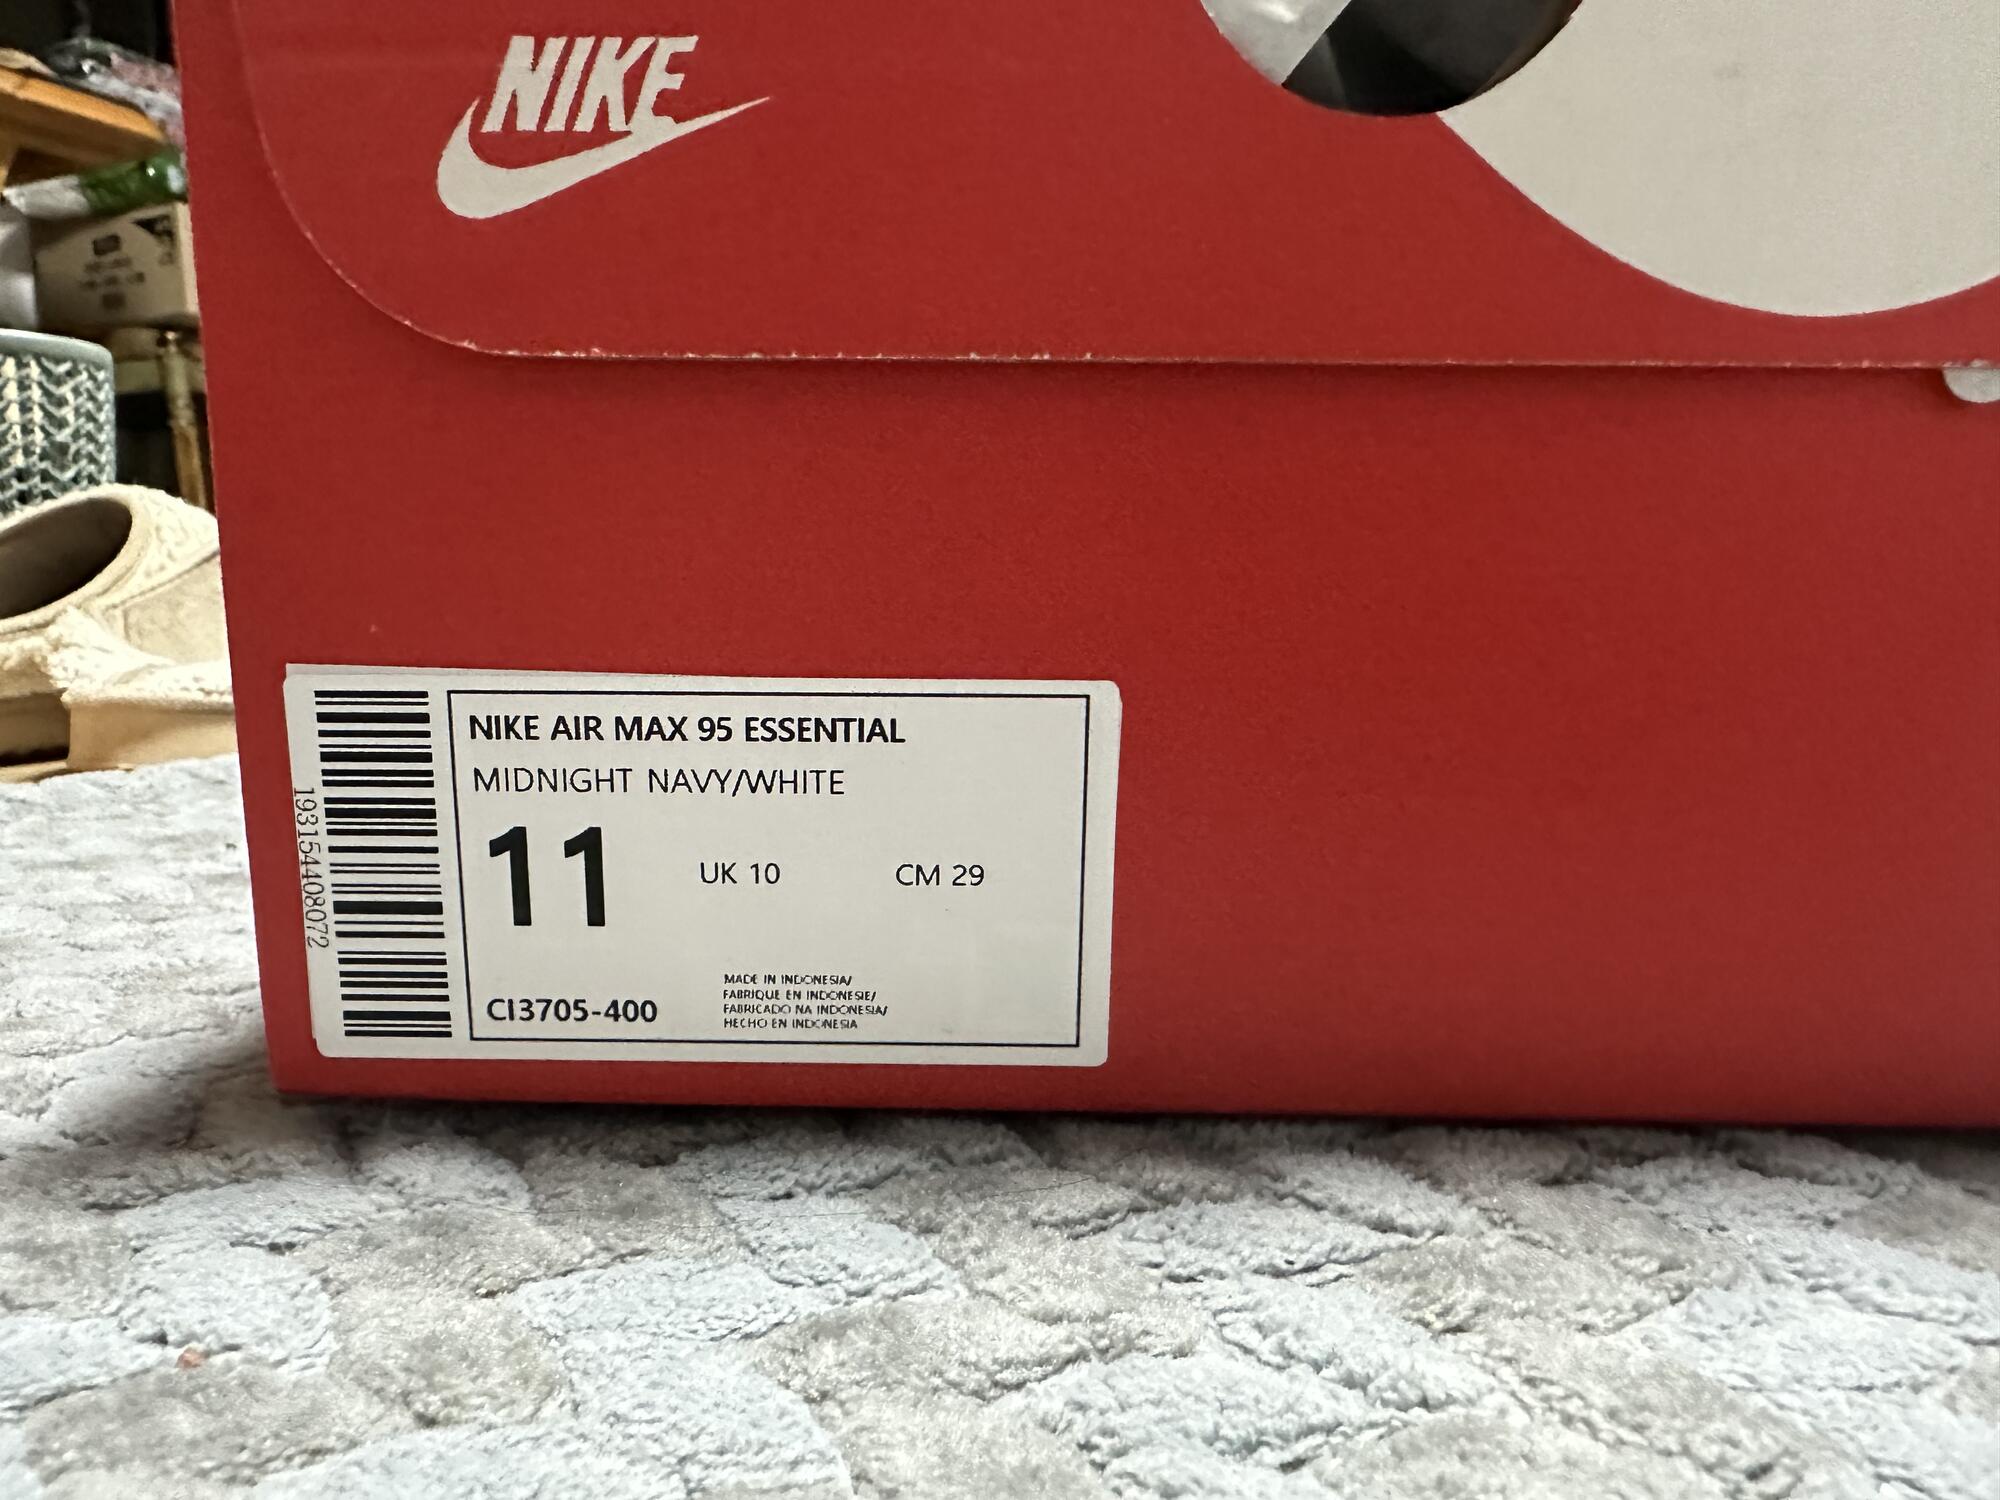 NIKE
NIKE AIR MAX 95 ESSENTIAL
MIDNIGHT NAVY/WHITE
11 UK 10 CM 29
CI3705-400
MADE IN INDONESIA/
FABRIQUE EN INDONESIE/
FABRICADO NA INDONESIA/
HECHO EN INDONESIA
193154408072